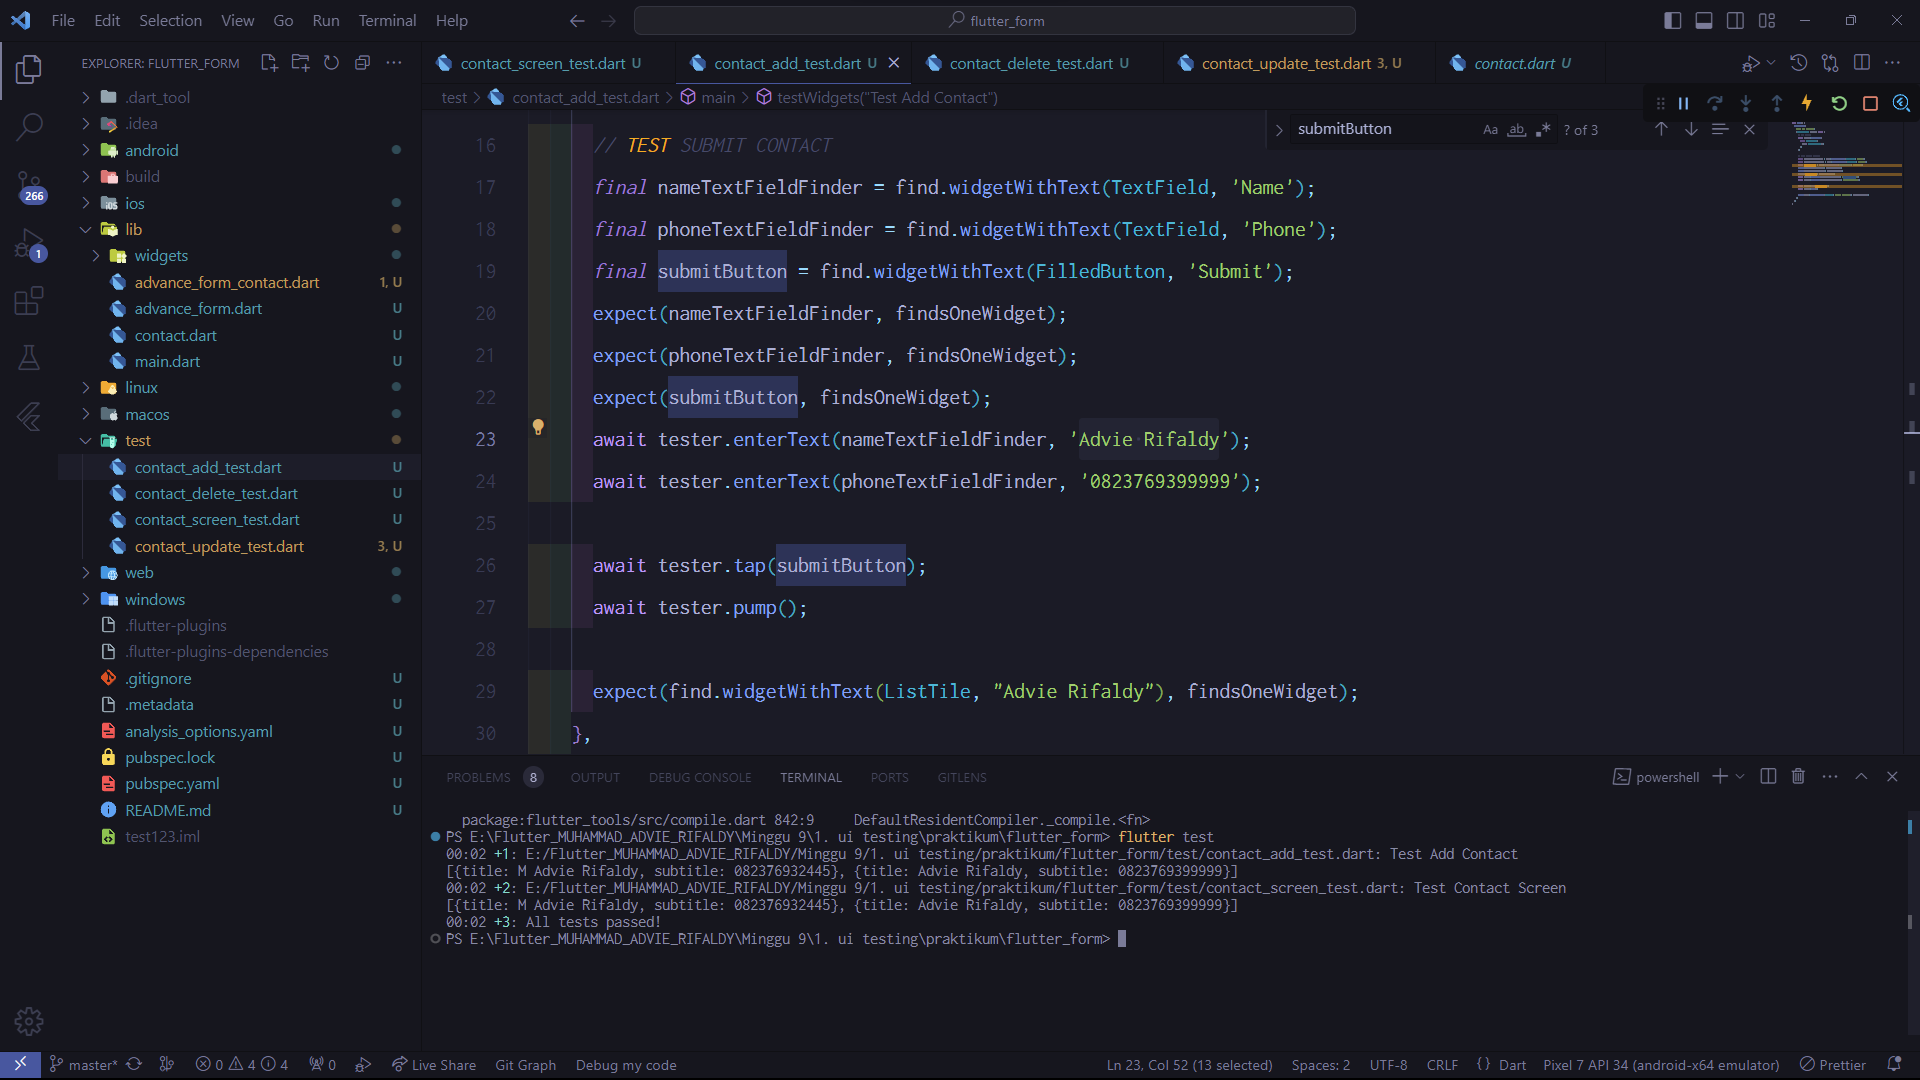 File Edit Selection View Go Run Terminal Help
flutter_form
EXPLORER: FLUTTER_FORM
contact_screen_test.dart U
contact_add_test.dart U
contact_delete_test.dart U
contact_update_test.dart 3, U
contact.dart U
test > contact_add_test.dart > main > testWidgets("Test Add Contact")
submitButton Aa ab .* ? of 3
.dart_tool
.idea
android
build
ios
lib
widgets
advance_form_contact.dart 1, U
advance_form.dart U
contact.dart U
main.dart U
linux
macos
test
contact_add_test.dart U
contact_delete_test.dart U
contact_screen_test.dart U
contact_update_test.dart 3, U
web
windows
.flutter-plugins
.flutter-plugins-dependencies
.gitignore U
.metadata U
analysis_options.yaml U
pubspec.lock U
pubspec.yaml U
README.md U
test123.iml
266
1
16 // TEST SUBMIT CONTACT
17 final nameTextFieldFinder = find.widgetWithText(TextField, 'Name');
18 final phoneTextFieldFinder = find.widgetWithText(TextField, 'Phone');
19 final submitButton = find.widgetWithText(FilledButton, 'Submit');
20 expect(nameTextFieldFinder, findsOneWidget);
21 expect(phoneTextFieldFinder, findsOneWidget);
22 expect(submitButton, findsOneWidget);
23 await tester.enterText(nameTextFieldFinder, 'Advie Rifaldy');
24 await tester.enterText(phoneTextFieldFinder, '0823769399999');
25
26 await tester.tap(submitButton);
27 await tester.pump();
28
29 expect(find.widgetWithText(ListTile, "Advie Rifaldy"), findsOneWidget);
30 },
PROBLEMS 8 OUTPUT DEBUG CONSOLE TERMINAL PORTS GITLENS
powershell
package:flutter_tools/src/compile.dart 842:9 DefaultResidentCompiler._compile.<fn>
PS E:\Flutter_MUHAMMAD_ADVIE_RIFALDY\Minggu 9\1. ui testing\praktikum\flutter_form> flutter test
00:02 +1: E:/Flutter_MUHAMMAD_ADVIE_RIFALDY/Minggu 9/1. ui testing/praktikum/flutter_form/test/contact_add_test.dart: Test Add Contact
[{title: M Advie Rifaldy, subtitle: 082376932445}, {title: Advie Rifaldy, subtitle: 0823769399999}]
00:02 +2: E:/Flutter_MUHAMMAD_ADVIE_RIFALDY/Minggu 9/1. ui testing/praktikum/flutter_form/test/contact_screen_test.dart: Test Contact Screen
[{title: M Advie Rifaldy, subtitle: 082376932445}, {title: Advie Rifaldy, subtitle: 0823769399999}]
00:02 +3: All tests passed!
PS E:\Flutter_MUHAMMAD_ADVIE_RIFALDY\Minggu 9\1. ui testing\praktikum\flutter_form>
master* 0 4 4 0 Live Share Git Graph Debug my code Ln 23, Col 52 (13 selected) Spaces: 2 UTF-8 CRLF { } Dart Pixel 7 API 34 (android-x64 emulator) Prettier